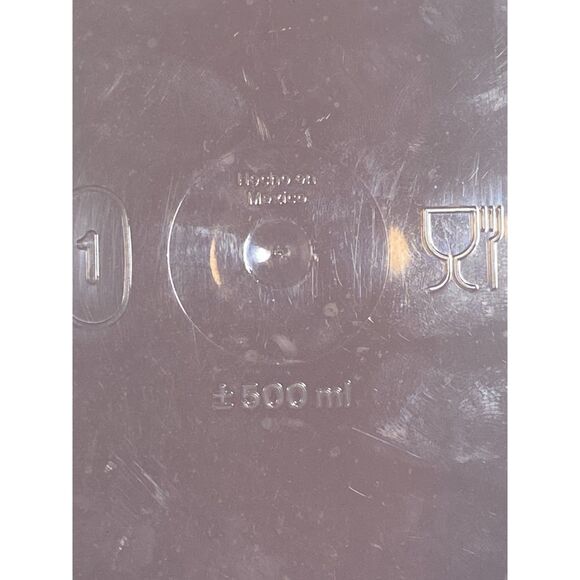 Hecho en
Mexico
1
± 500 ml